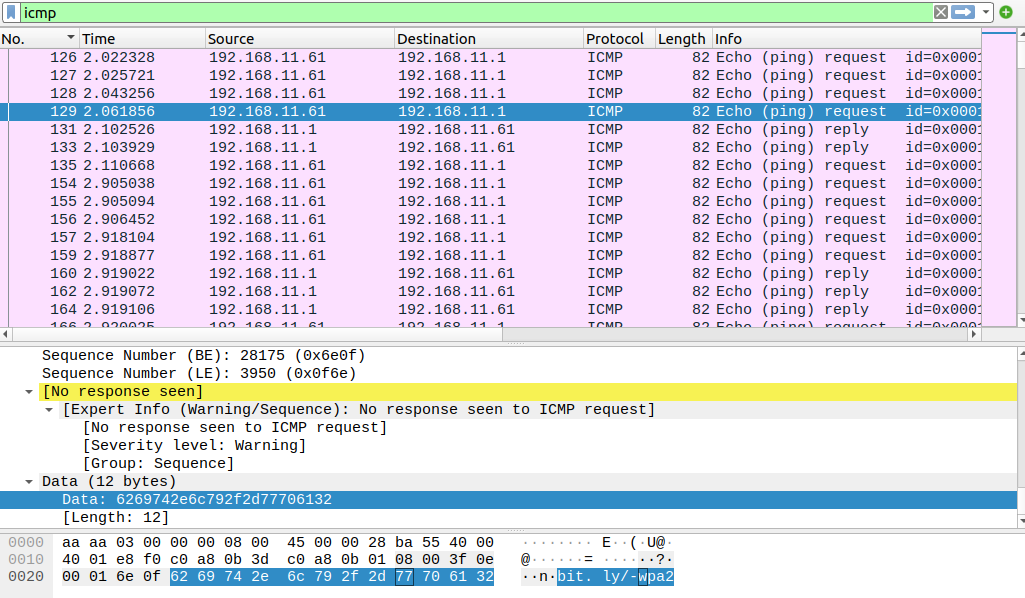 icmp
No. Time Source Destination Protocol Length Info
126 2.022328 192.168.11.61 192.168.11.1 ICMP 82 Echo (ping) request id=0x0001
127 2.025721 192.168.11.61 192.168.11.1 ICMP 82 Echo (ping) request id=0x0001
128 2.043256 192.168.11.61 192.168.11.1 ICMP 82 Echo (ping) request id=0x0001
129 2.061856 192.168.11.61 192.168.11.1 ICMP 82 Echo (ping) request id=0x0001
131 2.102526 192.168.11.1 192.168.11.61 ICMP 82 Echo (ping) reply id=0x0001
133 2.103929 192.168.11.1 192.168.11.61 ICMP 82 Echo (ping) reply id=0x0001
135 2.110668 192.168.11.61 192.168.11.1 ICMP 82 Echo (ping) request id=0x0001
154 2.905038 192.168.11.61 192.168.11.1 ICMP 82 Echo (ping) request id=0x0001
155 2.905094 192.168.11.61 192.168.11.1 ICMP 82 Echo (ping) request id=0x0001
156 2.906452 192.168.11.61 192.168.11.1 ICMP 82 Echo (ping) request id=0x0001
157 2.918104 192.168.11.61 192.168.11.1 ICMP 82 Echo (ping) request id=0x0001
159 2.918877 192.168.11.61 192.168.11.1 ICMP 82 Echo (ping) request id=0x0001
160 2.919022 192.168.11.1 192.168.11.61 ICMP 82 Echo (ping) reply id=0x0001
162 2.919072 192.168.11.1 192.168.11.61 ICMP 82 Echo (ping) reply id=0x0001
164 2.919106 192.168.11.1 192.168.11.61 ICMP 82 Echo (ping) reply id=0x0001
166 2.920025 192.168.11.61 192.168.11.1 ICMP 82 Echo (ping) request id=0x0001
Sequence Number (BE): 28175 (0x6e0f)
Sequence Number (LE): 3950 (0x0f6e)
[No response seen]
[Expert Info (Warning/Sequence): No response seen to ICMP request]
[No response seen to ICMP request]
[Severity level: Warning]
[Group: Sequence]
Data (12 bytes)
Data: 6269742e6c792f2d77706132
[Length: 12]
0000 aa aa 03 00 00 00 08 00 45 00 00 28 ba 55 40 00 ········ E··(·U@·
0010 40 01 e8 f0 c0 a8 0b 3d c0 a8 0b 01 08 00 3f 0e @······= ······?·
0020 00 01 6e 0f 62 69 74 2e 6c 79 2f 2d 77 70 61 32 ··n·bit. ly/-wpa2